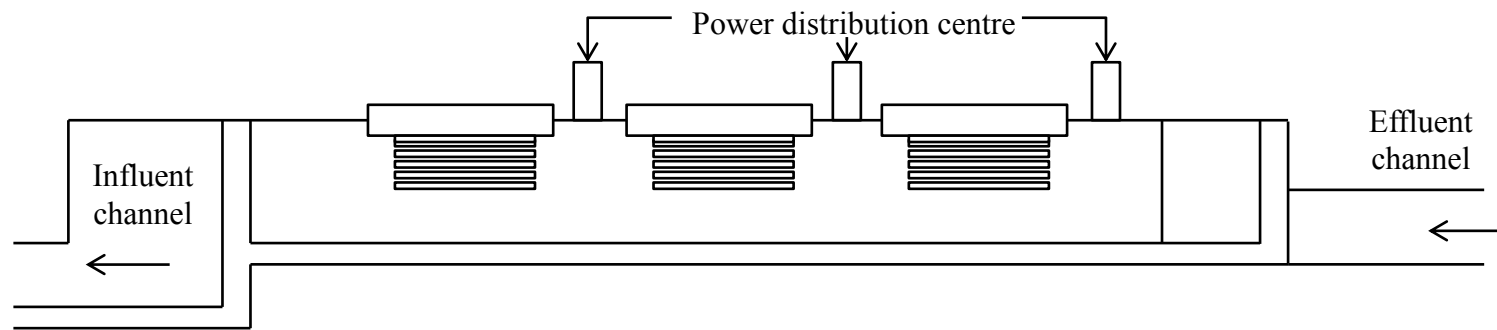 Power distribution centre
Influent
channel
Effluent
channel